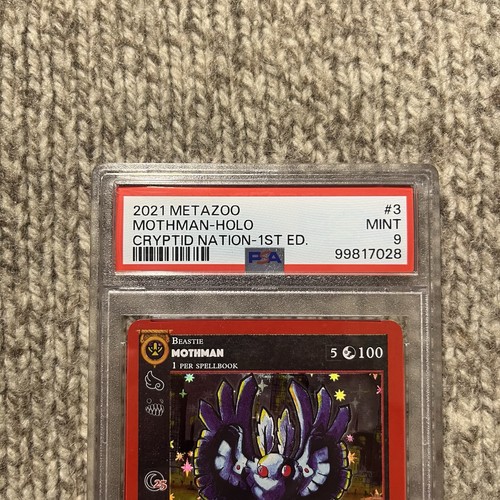 2021 METAZOO #3
MOTHMAN-HOLO MINT
CRYPTID NATION-1ST ED. 9
PSA 99817028
BEASTIE
MOTHMAN 5 100
1 PER SPELLBOOK
25